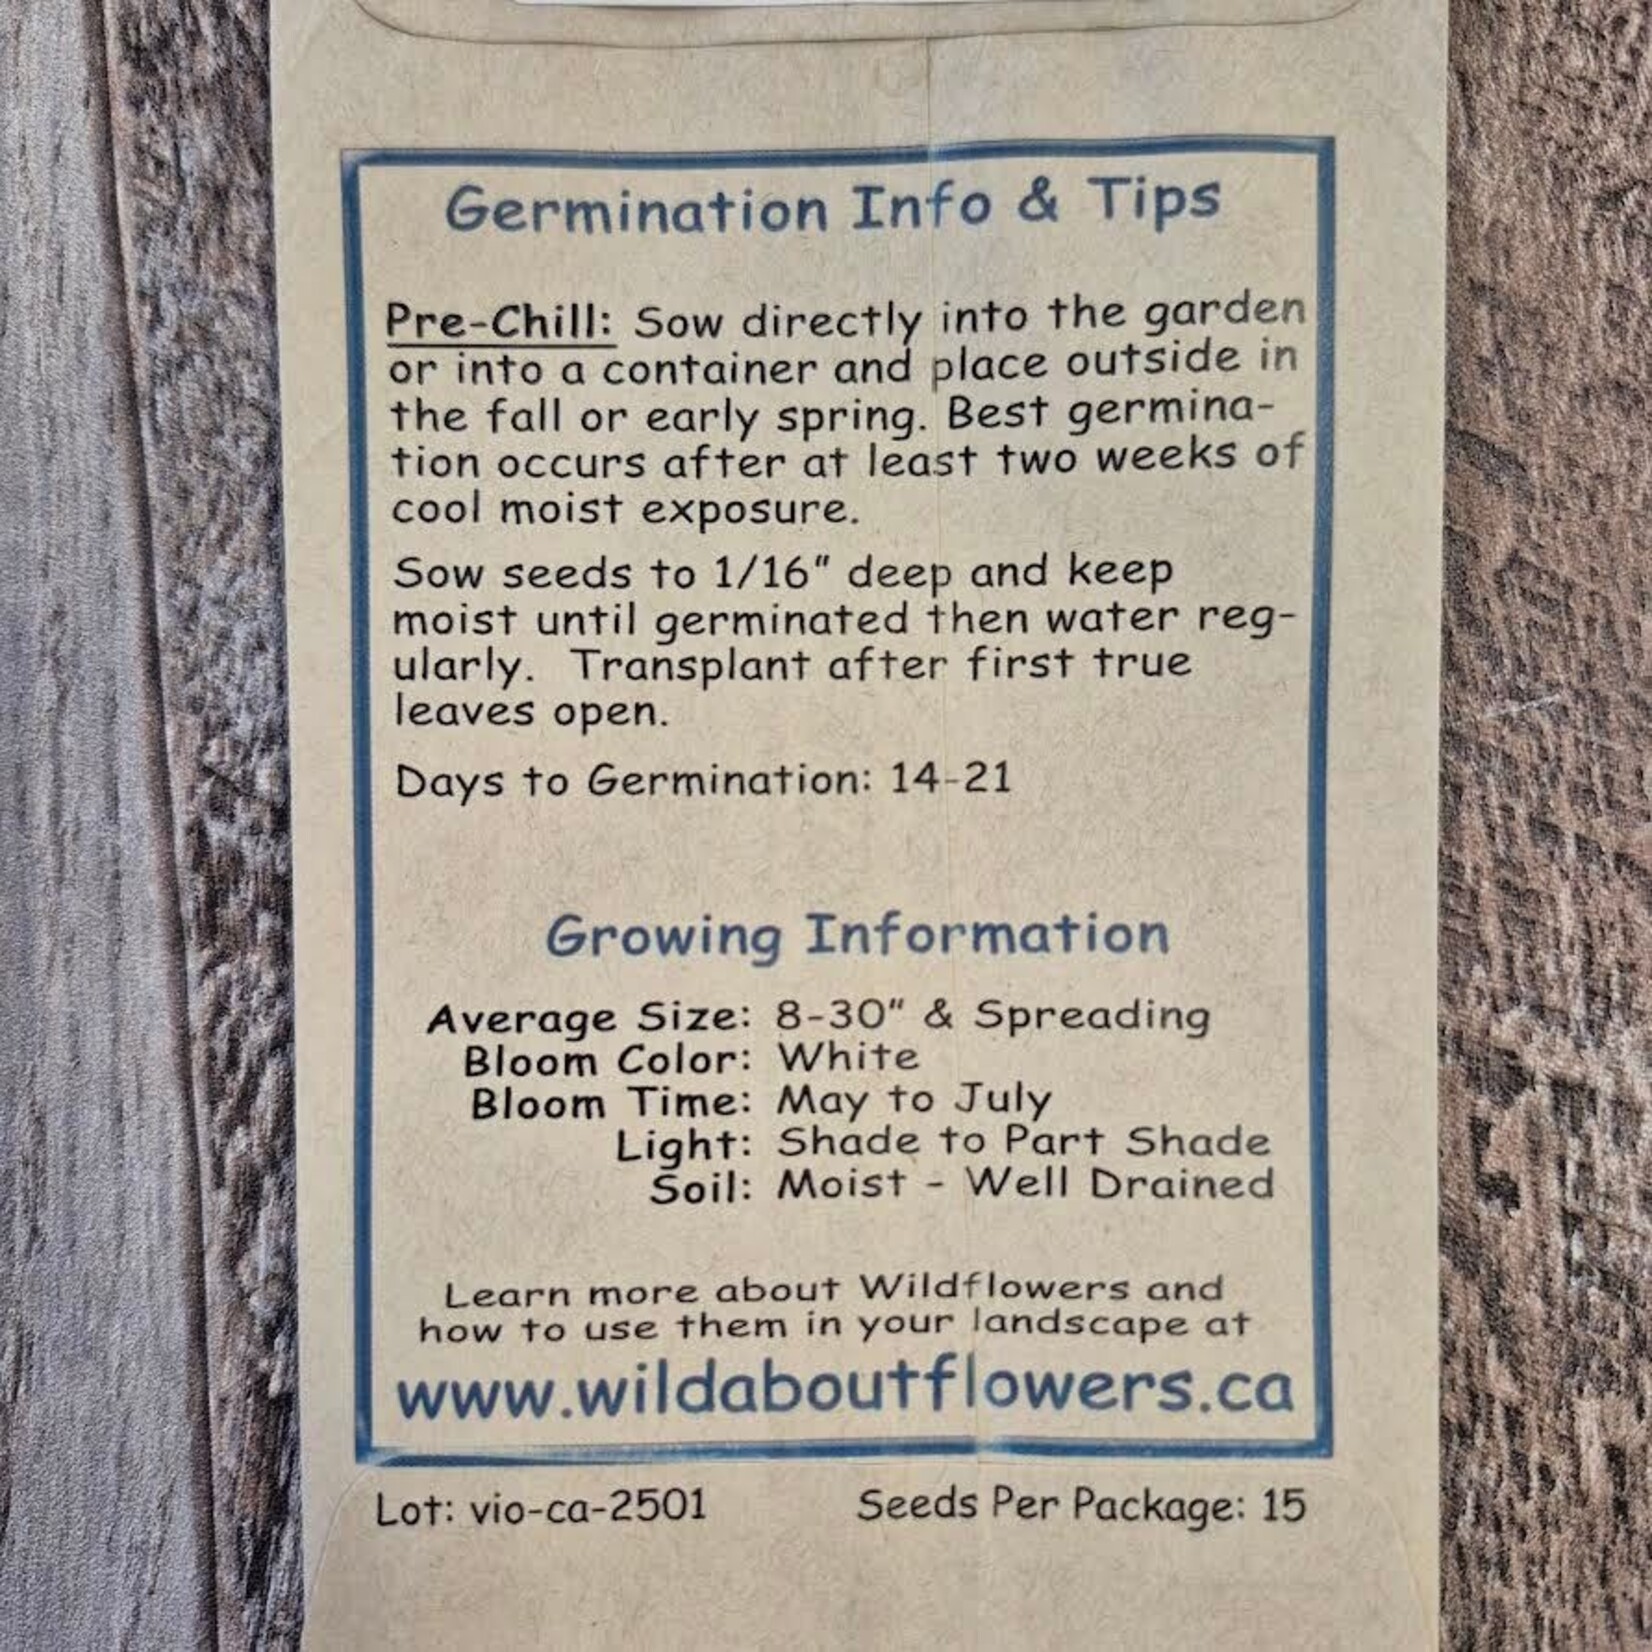 Germination Info & Tips
Pre-Chill: Sow directly into the garden
or into a container and place outside in
the fall or early spring. Best germina-
tion occurs after at least two weeks of
cool moist exposure.
Sow seeds to 1/16" deep and keep
moist until germinated then water reg-
ularly. Transplant after first true
leaves open.
Days to Germination: 14-21
Growing Information
Average Size: 8-30" & Spreading
Bloom Color: White
Bloom Time: May to July
Light: Shade to Part Shade
Soil: Moist - Well Drained
Learn more about Wildflowers and
how to use them in your landscape at
www.wildaboutflowers.ca
Lot: vio-ca-2501 Seeds Per Package: 15